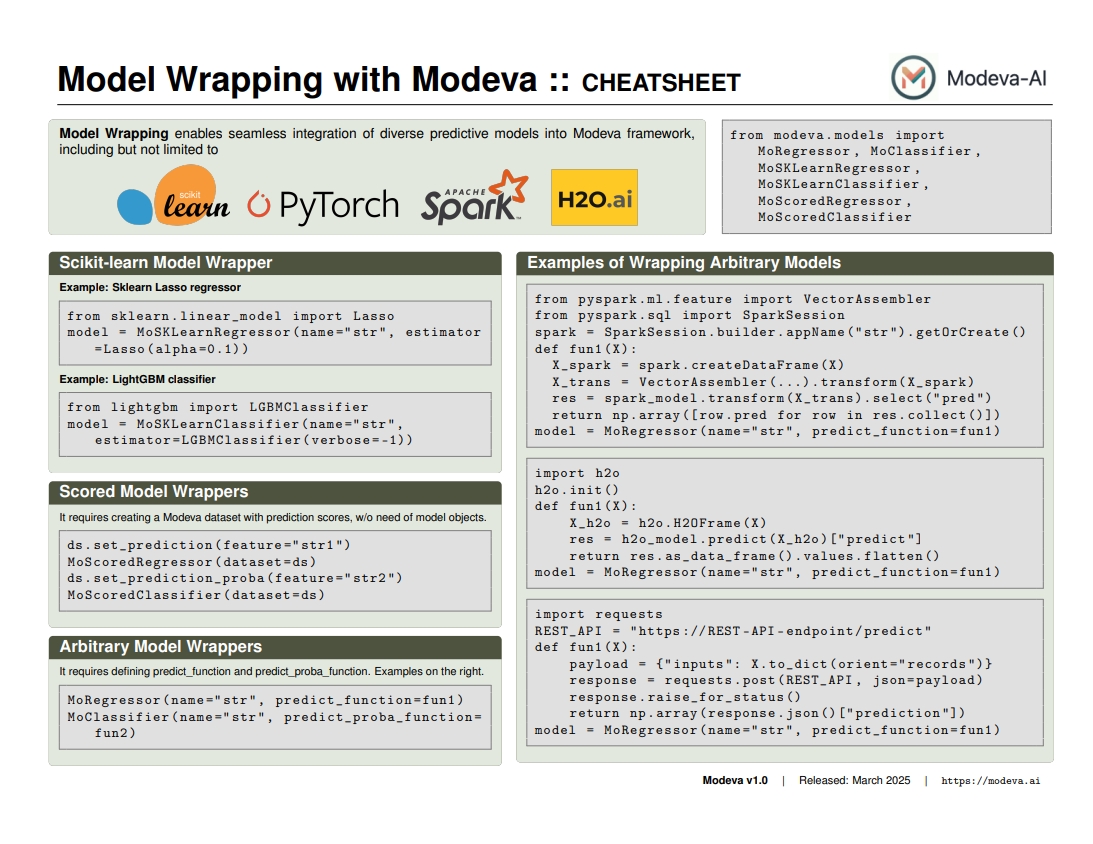 Model Wrapping with Modeva :: CHEATSHEET
Modeva-AI
Model Wrapping enables seamless integration of diverse predictive models into Modeva framework,
including but not limited to
scikit
learn
PyTorch
APACHE
Spark™
H2O.ai
from modeva.models import
MoRegressor, MoClassifier,
MoSKLearnRegressor,
MoSKLearnClassifier,
MoScoredRegressor,
MoScoredClassifier
Scikit-learn Model Wrapper
Example: Sklearn Lasso regressor
from sklearn.linear_model import Lasso
model = MoSKLearnRegressor(name="str", estimator
=Lasso(alpha=0.1))
Example: LightGBM classifier
from lightgbm import LGBMClassifier
model = MoSKLearnClassifier(name="str",
estimator=LGBMClassifier(verbose=-1))
Scored Model Wrappers
It requires creating a Modeva dataset with prediction scores, w/o need of model objects.
ds.set_prediction(feature="str1")
MoScoredRegressor(dataset=ds)
ds.set_prediction_proba(feature="str2")
MoScoredClassifier(dataset=ds)
Arbitrary Model Wrappers
It requires defining predict_function and predict_proba_function. Examples on the right.
MoRegressor(name="str", predict_function=fun1)
MoClassifier(name="str", predict_proba_function=
fun2)
Examples of Wrapping Arbitrary Models
from pyspark.ml.feature import VectorAssembler
from pyspark.sql import SparkSession
spark = SparkSession.builder.appName("str").getOrCreate()
def fun1(X):
X_spark = spark.createDataFrame(X)
X_trans = VectorAssembler(...).transform(X_spark)
res = spark_model.transform(X_trans).select("pred")
return np.array([row.pred for row in res.collect()])
model = MoRegressor(name="str", predict_function=fun1)
import h2o
h2o.init()
def fun1(X):
X_h2o = h2o.H2OFrame(X)
res = h2o_model.predict(X_h2o)["predict"]
return res.as_data_frame().values.flatten()
model = MoRegressor(name="str", predict_function=fun1)
import requests
REST_API = "https://REST-API-endpoint/predict"
def fun1(X):
payload = {"inputs": X.to_dict(orient="records")}
response = requests.post(REST_API, json=payload)
response.raise_for_status()
return np.array(response.json()["prediction"])
model = MoRegressor(name="str", predict_function=fun1)
Modeva v1.0 | Released: March 2025 | https://modeva.ai